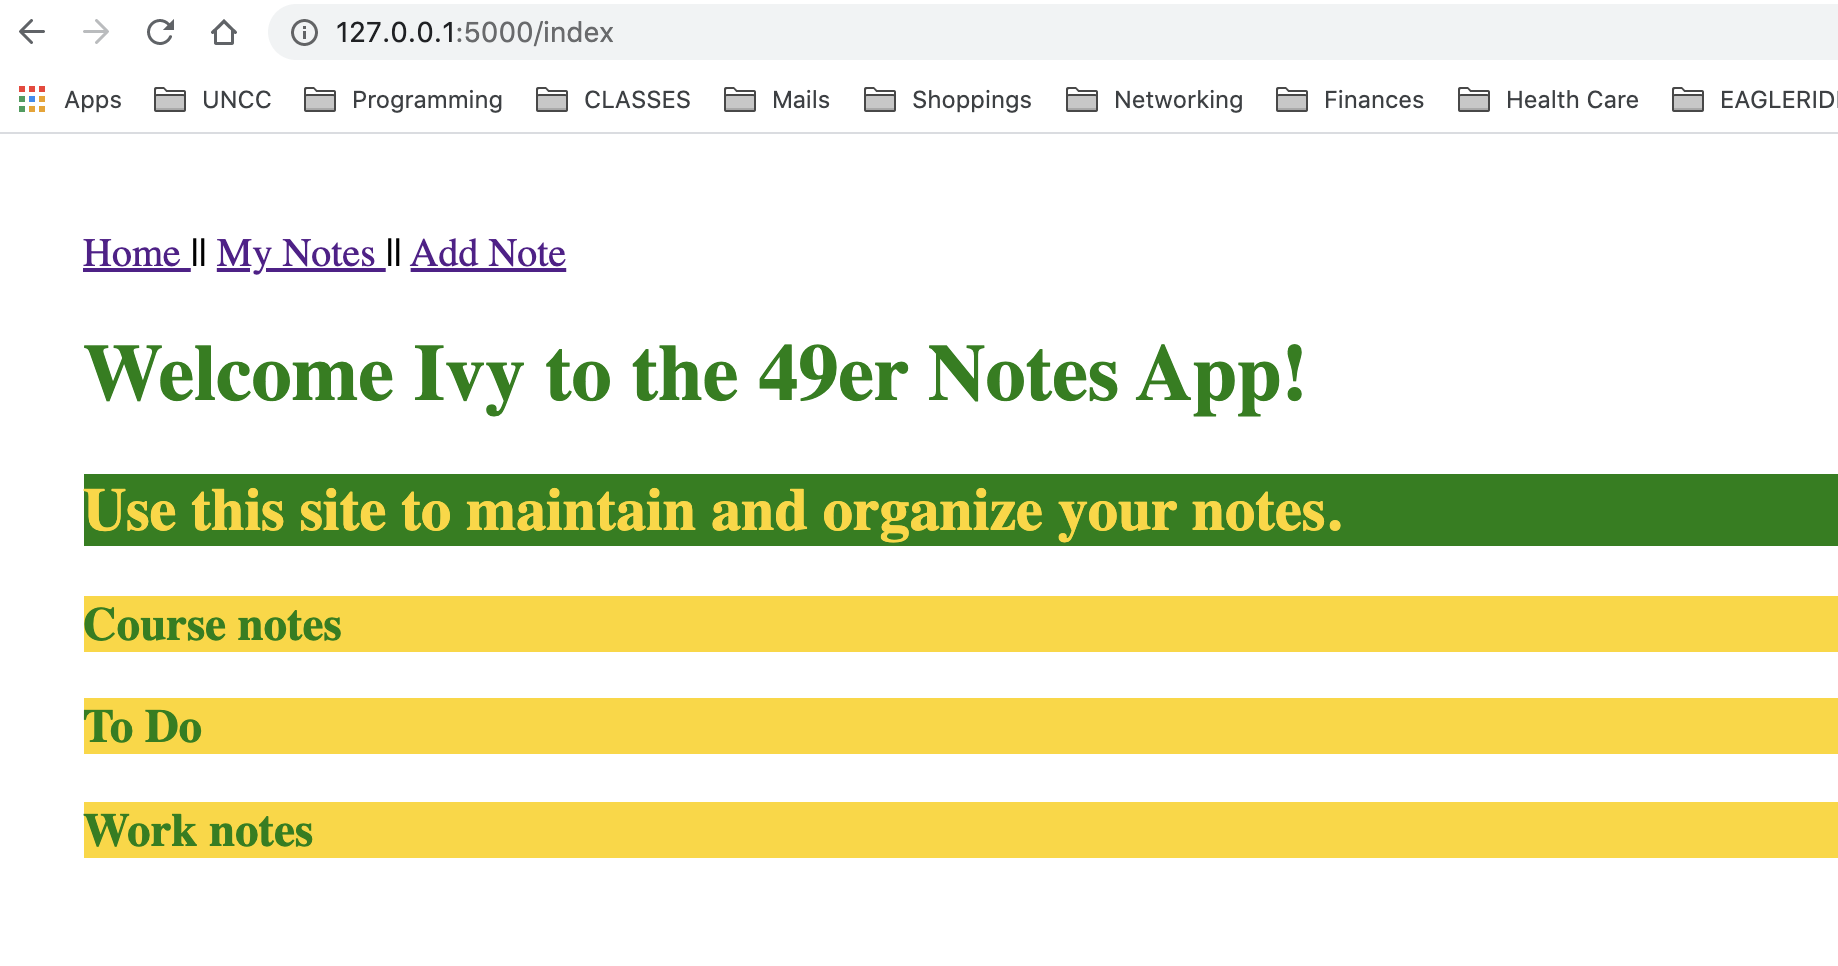 127.0.0.1:5000/index
Apps UNCC Programming CLASSES Mails Shoppings Networking Finances Health Care EAGLERID
Home || My Notes || Add Note
Welcome Ivy to the 49er Notes App!
Use this site to maintain and organize your notes.
Course notes
To Do
Work notes